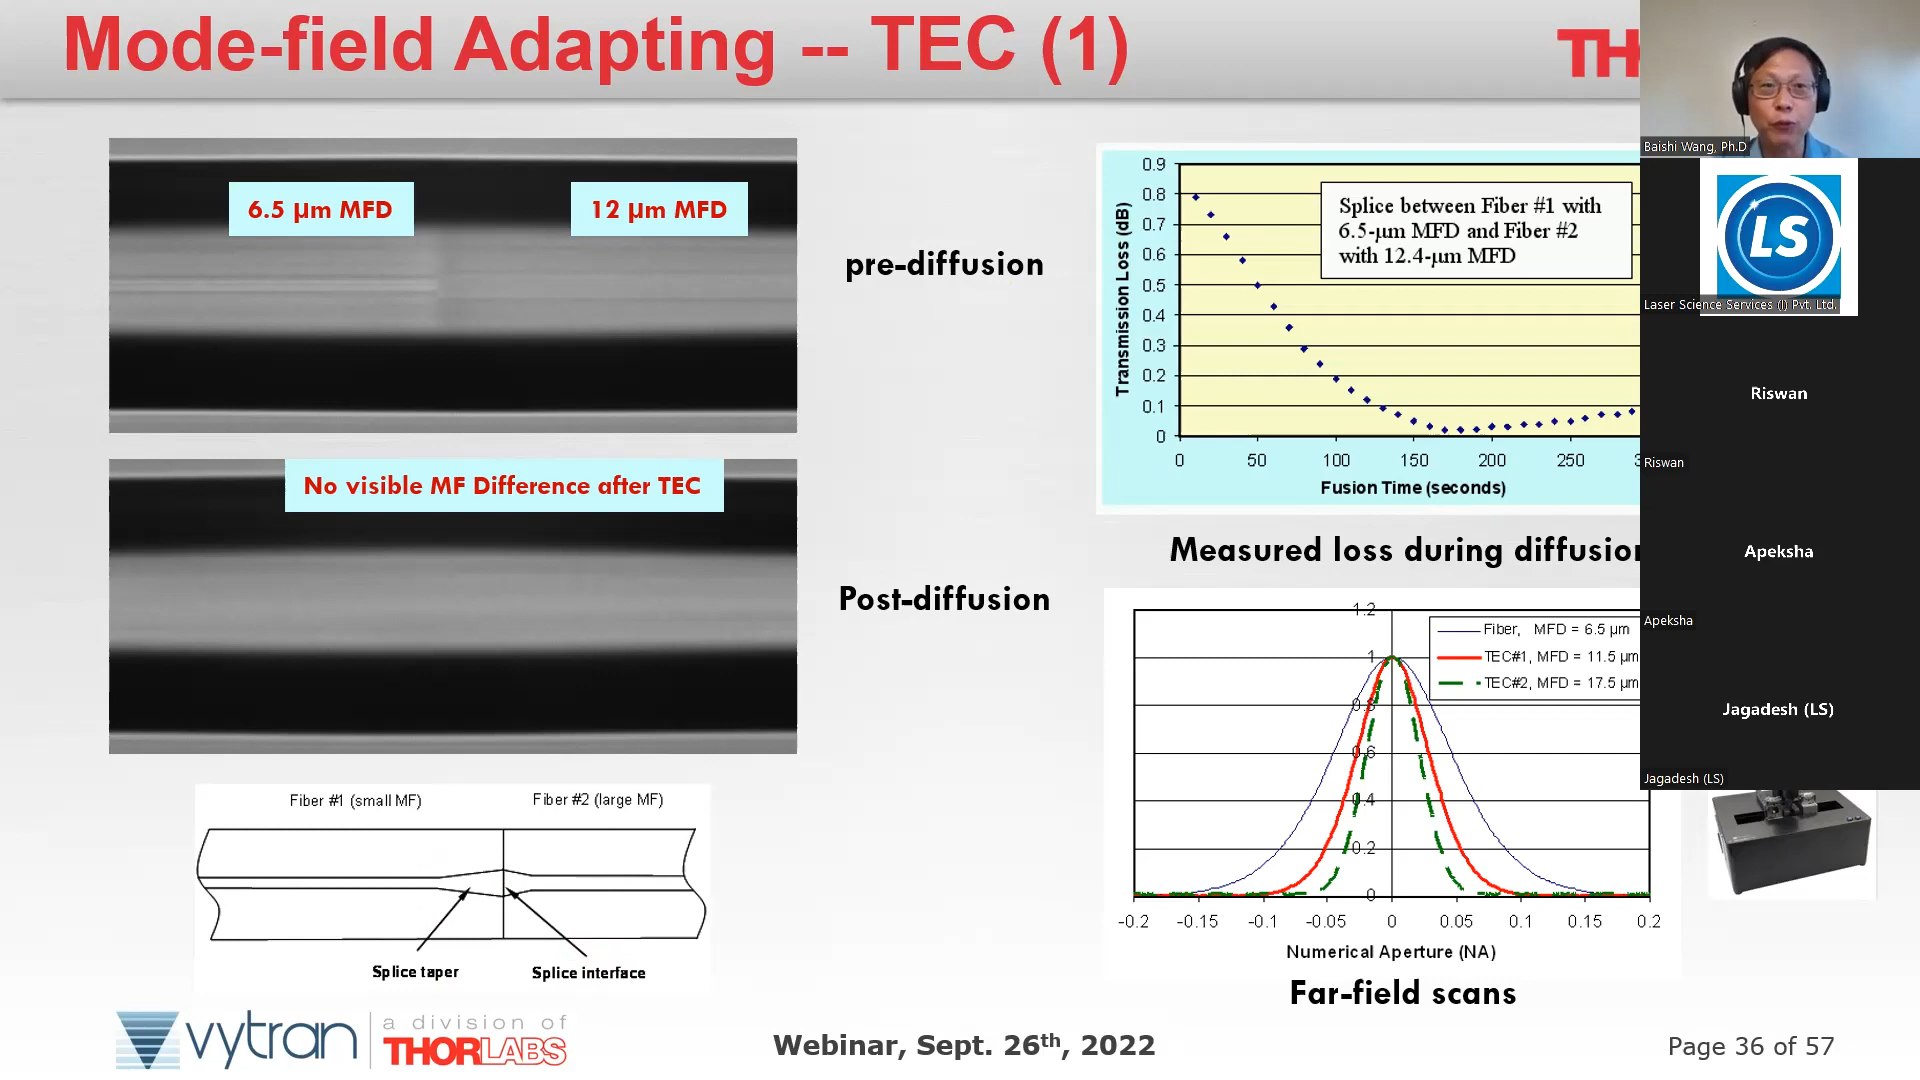 Mode-field Adapting -- TEC (1)
TH
Baishi Wang, Ph.D
LS
Laser Science Services (I) Pvt. Ltd.
Riswan
Riswan
Apeksha
Apeksha
Jagadesh (LS)
Jagadesh (LS)
6.5 µm MFD
12 µm MFD
pre-diffusion
No visible MF Difference after TEC
Post-diffusion
Fiber #1 (small MF)
Fiber #2 (large MF)
Splice taper
Splice interface
Transmission Loss (dB)
0.9
0.8
0.7
0.6
0.5
0.4
0.3
0.2
0.1
0
Splice between Fiber #1 with
6.5-µm MFD and Fiber #2
with 12.4-µm MFD
0 50 100 150 200 250 3
Fusion Time (seconds)
Measured loss during diffusion
1.2
1
0.8
0.6
0.4
0.2
0
Fiber, MFD = 6.5 µm
TEC#1, MFD = 11.5 µm
TEC#2, MFD = 17.5 µm
-0.2 -0.15 -0.1 -0.05 0 0.05 0.1 0.15 0.2
Numerical Aperture (NA)
Far-field scans
vytran
a division of
THORLABS
Webinar, Sept. 26th, 2022
Page 36 of 57